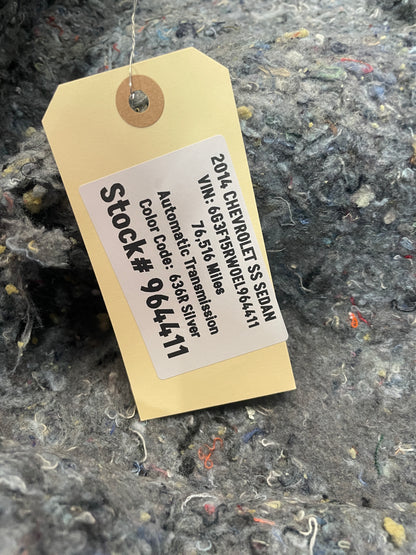 2014 CHEVROLET SS SEDAN
VIN: 6G3F15RW0EL964411
76,516 Miles
Automatic Transmission
Color Code: 636R Silver
Stock# 964411